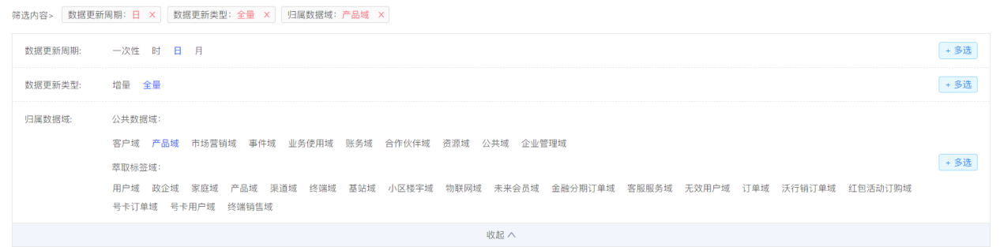 筛选内容> 数据更新周期：日 × 数据更新类型：全量 × 归属数据域：产品域 ×
数据更新周期: 一次性 时 日 月 + 多选
数据更新类型: 增量 全量 + 多选
归属数据域: 公共数据域：
客户域 产品域 市场营销域 事件域 业务使用域 账务域 合作伙伴域 资源域 公共域 企业管理域
+ 多选
萃取标签域：
用户域 政企域 家庭域 产品域 渠道域 终端域 基站域 小区楼宇域 物联网域 未来会员域 金融分期订单域 客服服务域 无效用户域 订单域 沃行销订单域 红包活动订购域
号卡订单域 号卡用户域 终端销售域
收起